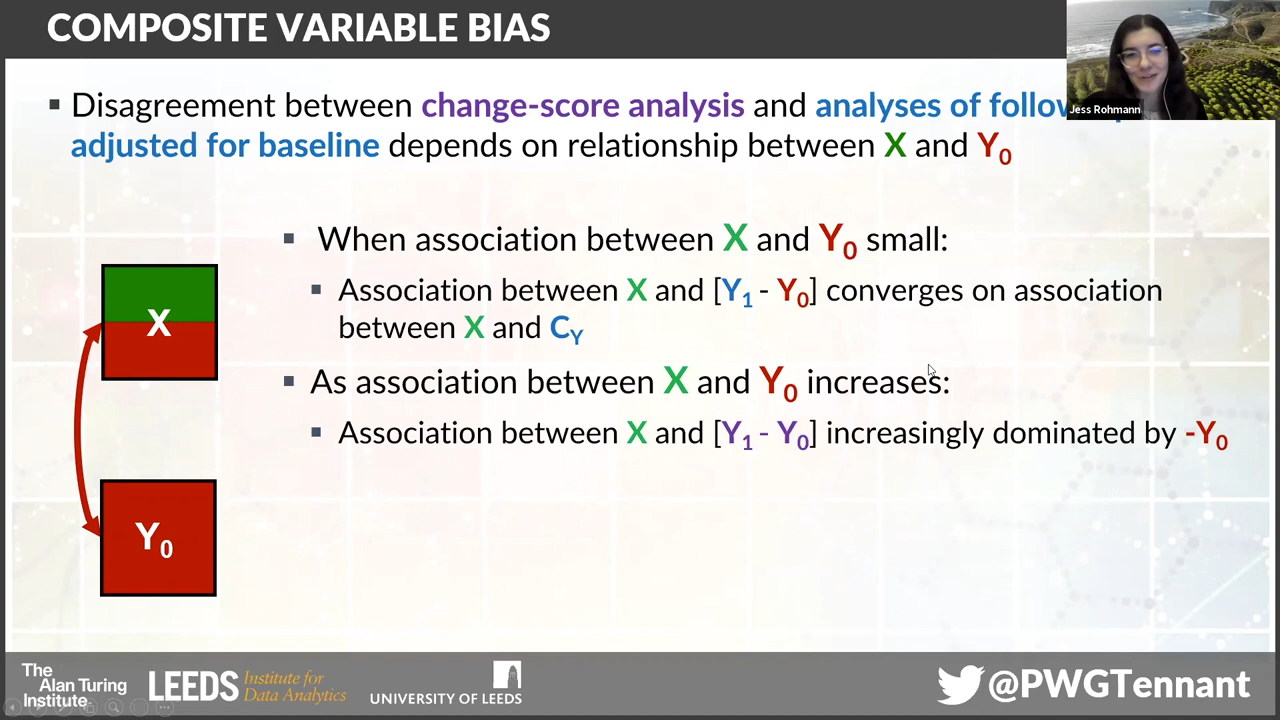 COMPOSITE VARIABLE BIAS
Jess Rohmann
▪ Disagreement between change-score analysis and analyses of
adjusted for baseline depends on relationship between X and Y₀
▪ When association between X and Y₀ small:
▪ Association between X and [Y₁ - Y₀] converges on association
between X and C_Y
▪ As association between X and Y₀ increases:
▪ Association between X and [Y₁ - Y₀] increasingly dominated by -Y₀
X
Y₀
The
Alan Turing
Institute
LEEDS Institute for
Data Analytics
UNIVERSITY OF LEEDS
@PWGTennant